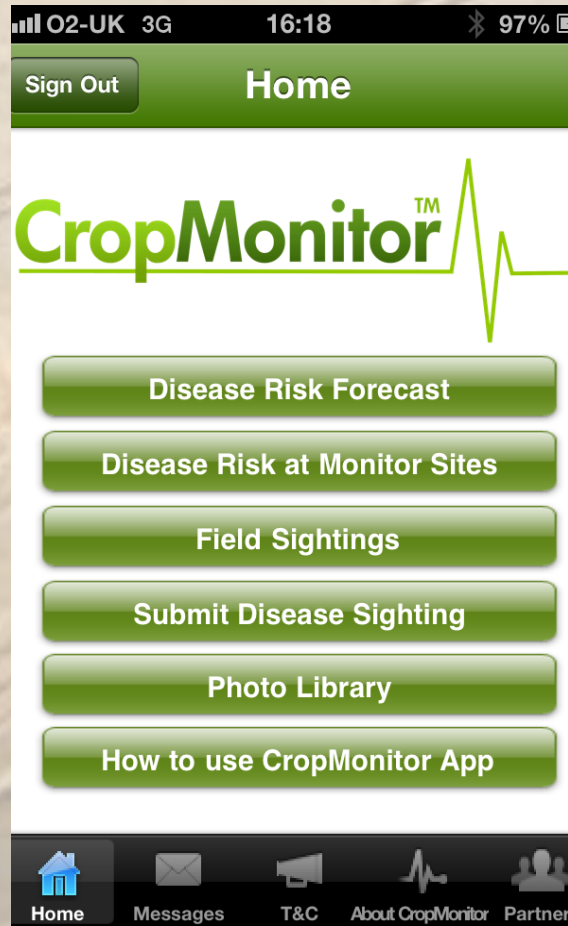 O2-UK 3G 16:18 97%
Sign Out Home
CropMonitor™
Disease Risk Forecast
Disease Risk at Monitor Sites
Field Sightings
Submit Disease Sighting
Photo Library
How to use CropMonitor App
Home Messages T&C About CropMonitor Partner